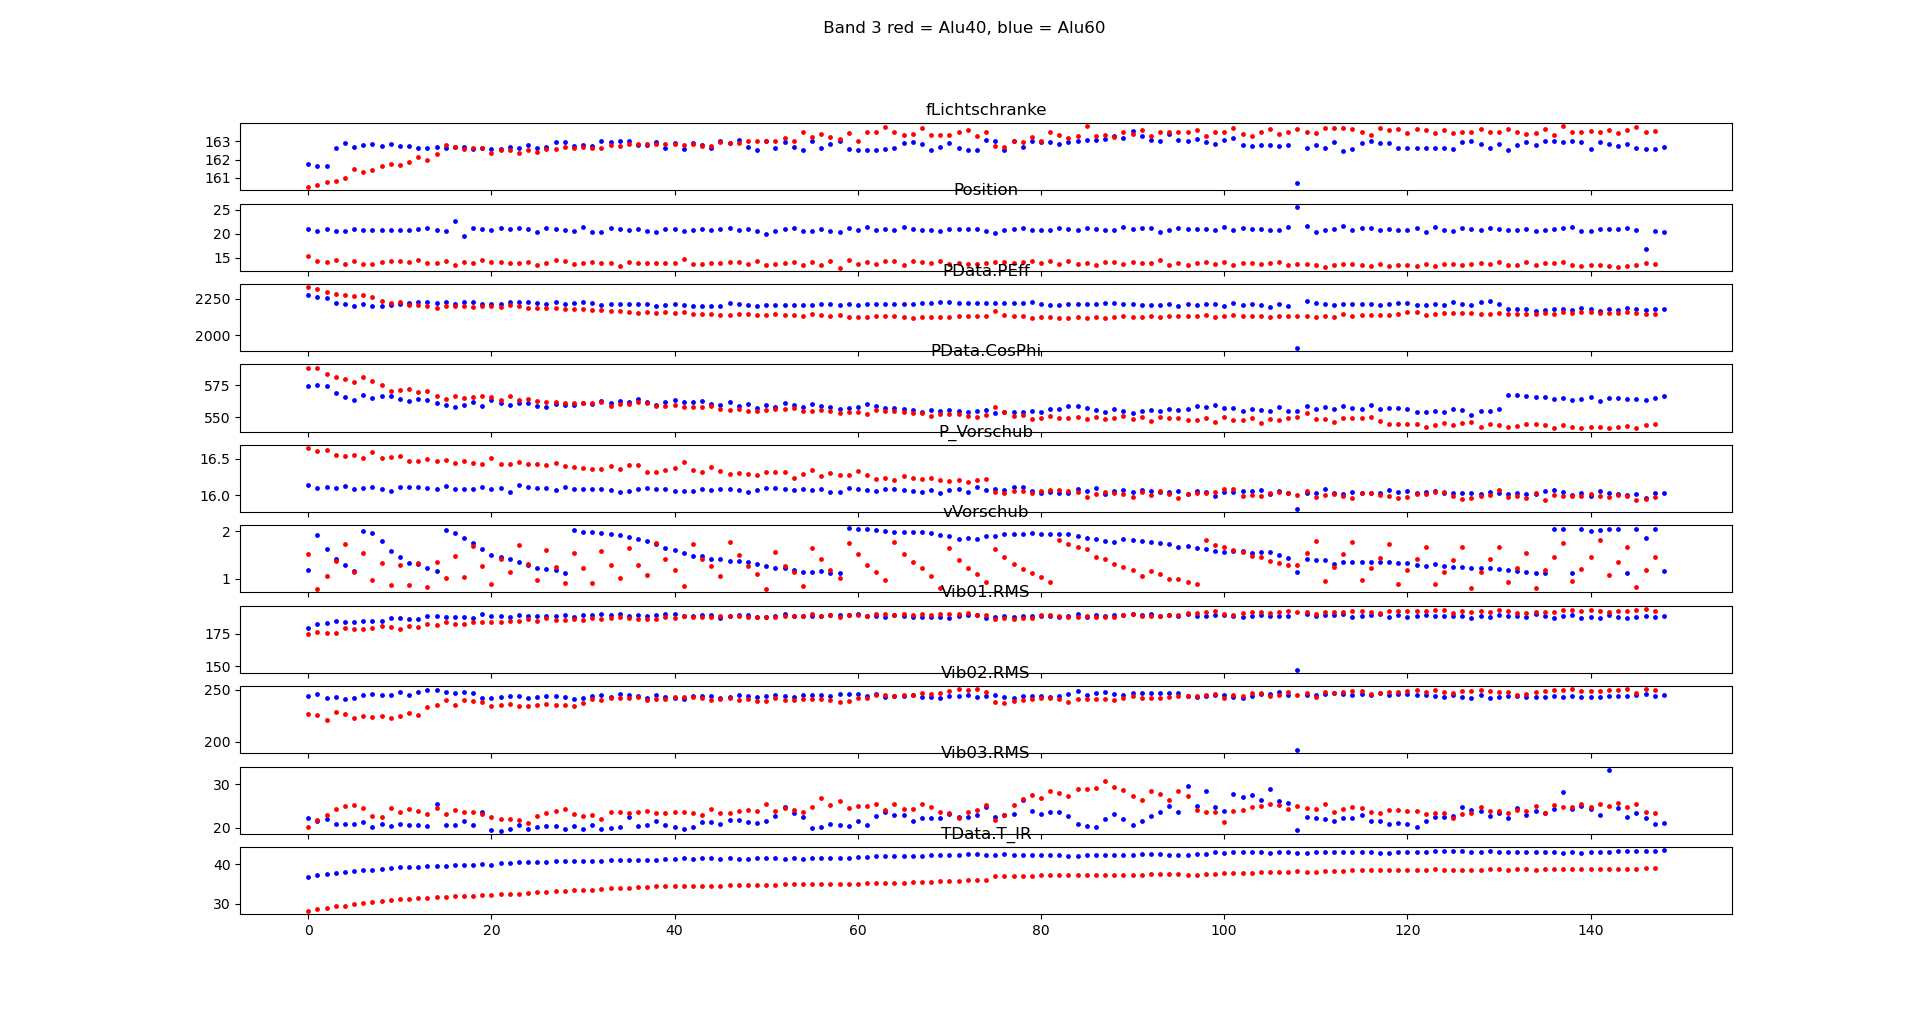 Band 3 red = Alu40, blue = Alu60
fLichtschranke
163
162
161
Position
25
20
15
PData.PEff
2250
2000
PData.CosPhi
575
550
P_Vorschub
16.5
16.0
vVorschub
2
1
Vib01.RMS
175
150
Vib02.RMS
250
200
Vib03.RMS
30
20
TData.T_IR
40
30
0 20 40 60 80 100 120 140